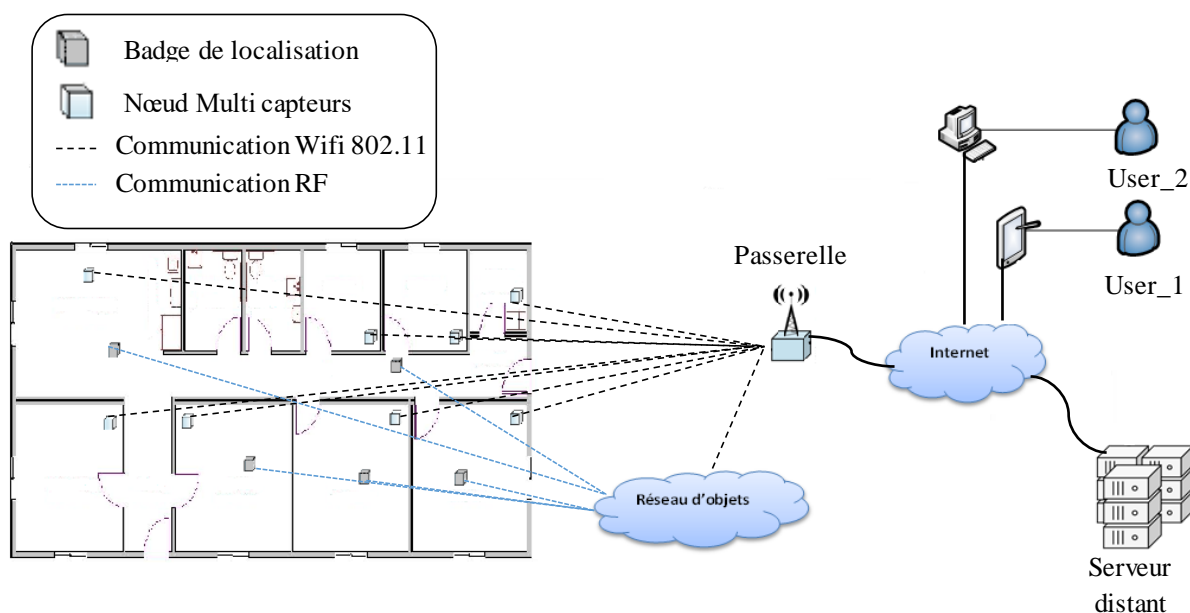 Badge de localisation
Nœud Multi capteurs
Communication Wifi 802.11
Communication RF
User_2
User_1
Passerelle
Internet
Réseau d'objets
Serveur
distant